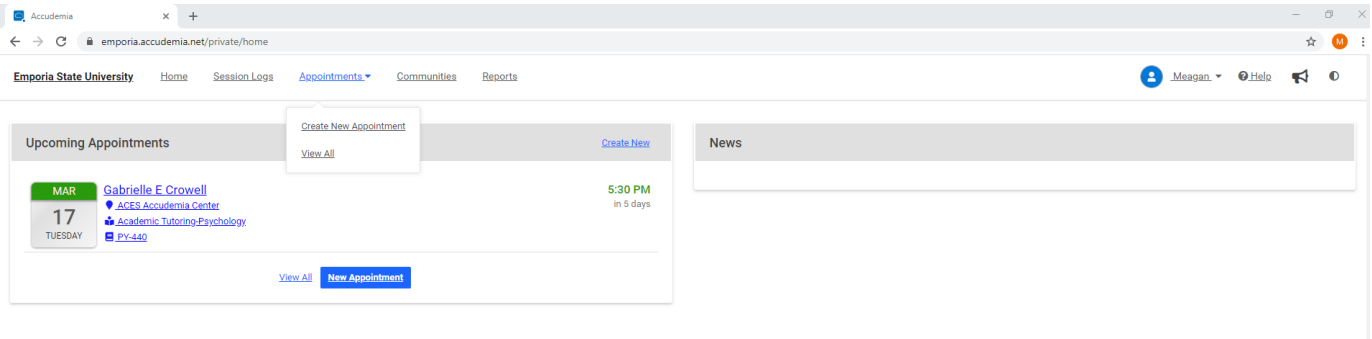 Accudemia
emporia.accudemia.net/private/home
M
Emporia State University Home Session Logs Appointments Communities Reports Meagan Help
Create New Appointment
View All
Upcoming Appointments Create New
News
MAR
17
TUESDAY
Gabrielle E Crowell
ACES Accudemia Center
Academic Tutoring-Psychology
PY-440
5:30 PM
in 5 days
View All New Appointment